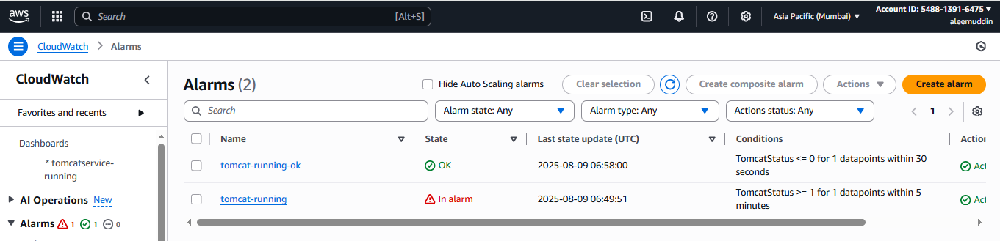 aws
Search [Alt+S]
Asia Pacific (Mumbai) ▼
Account ID: 5488-1391-6475 ▼
aleemuddin
CloudWatch > Alarms
CloudWatch
Favorites and recents
Dashboards
* tomcatservice-
running
AI Operations New
Alarms 1 1 0
Alarms (2)
Hide Auto Scaling alarms
Clear selection
Create composite alarm
Actions
Create alarm
Search
Alarm state: Any
Alarm type: Any
Actions status: Any
1
Name State Last state update (UTC) Conditions
tomcat-running-ok OK 2025-08-09 06:58:00 TomcatStatus <= 0 for 1 datapoints within 30
seconds
tomcat-running In alarm 2025-08-09 06:49:51 TomcatStatus >= 1 for 1 datapoints within 5
minutes